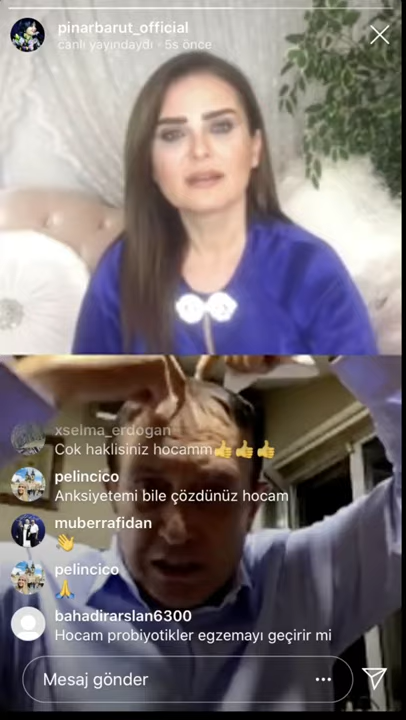 pinarbarut_official
canlı yayındaydı · 5s önce
xselma_erdogan
Cok haklisiniz hocamm👍👍👍
pelincico
Anksiyetemi bile çözdünüz hocam
muberrafidan
👋
pelincico
🙏
bahadirarslan6300
Hocam probiyotikler egzemayı geçirir mi
Mesaj gönder